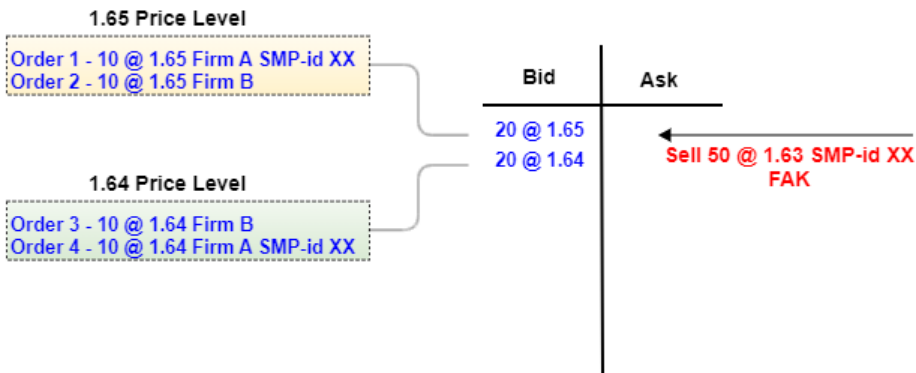 1.65 Price Level
Order 1 - 10 @ 1.65 Firm A SMP-id XX
Order 2 - 10 @ 1.65 Firm B
Bid
Ask
20 @ 1.65
20 @ 1.64
Sell 50 @ 1.63 SMP-id XX
FAK
1.64 Price Level
Order 3 - 10 @ 1.64 Firm B
Order 4 - 10 @ 1.64 Firm A SMP-id XX